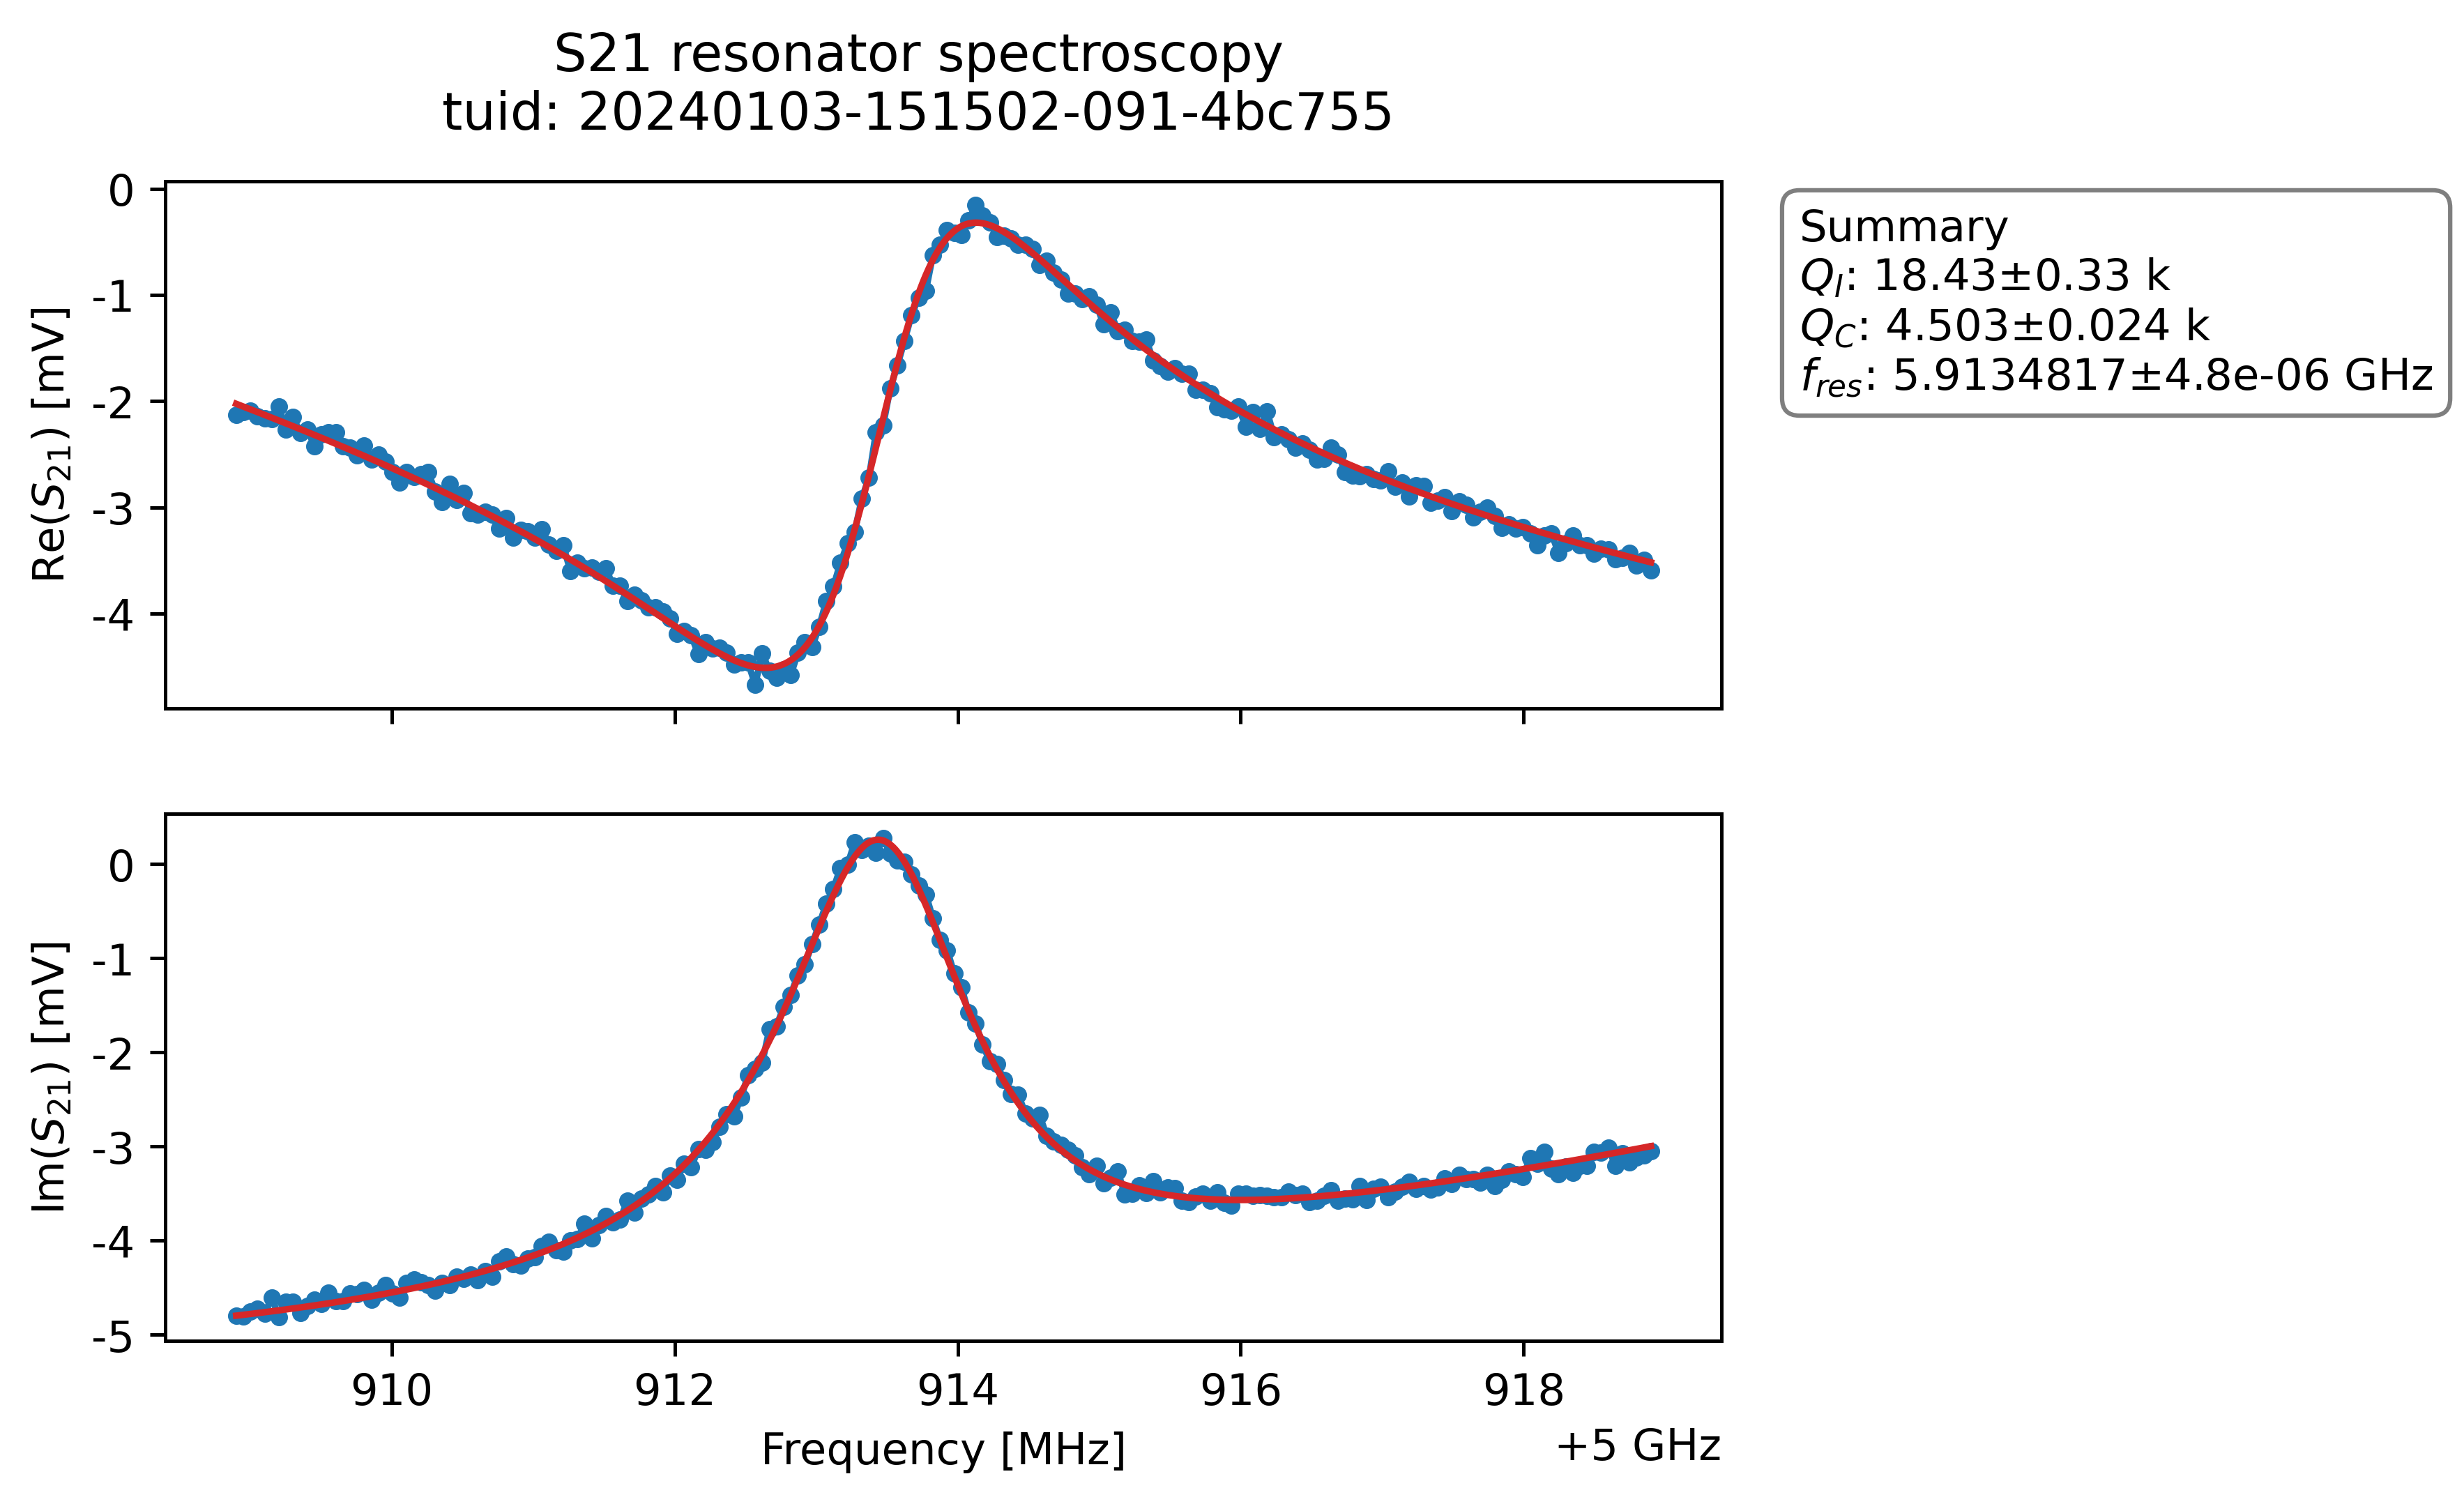 S21 resonator spectroscopy
tuid: 20240103-151502-091-4bc755
0
-1
-2
-3
-4
Re(S21) [mV]
Summary
QI: 18.43±0.33 k
QC: 4.503±0.024 k
fres: 5.9134817±4.8e-06 GHz
0
-1
-2
-3
-4
-5
Im(S21) [mV]
910 912 914 916 918
Frequency [MHz]
+5 GHz